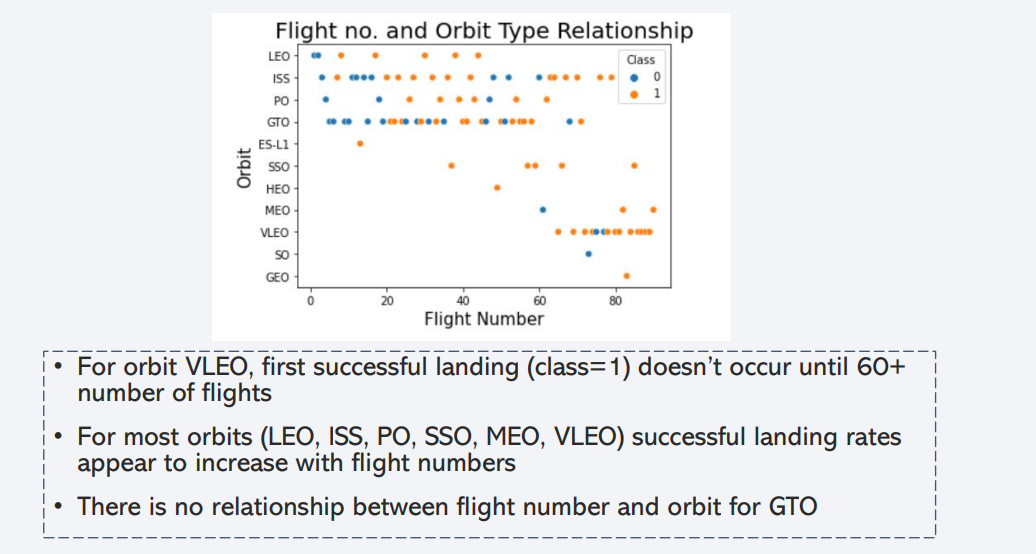 Flight no. and Orbit Type Relationship
LEO
ISS
PO
GTO
ES-L1
SSO
HEO
MEO
VLEO
SO
GEO
Orbit
Class
0
1
0 20 40 60 80
Flight Number
• For orbit VLEO, first successful landing (class=1) doesn't occur until 60+
number of flights
• For most orbits (LEO, ISS, PO, SSO, MEO, VLEO) successful landing rates
appear to increase with flight numbers
• There is no relationship between flight number and orbit for GTO